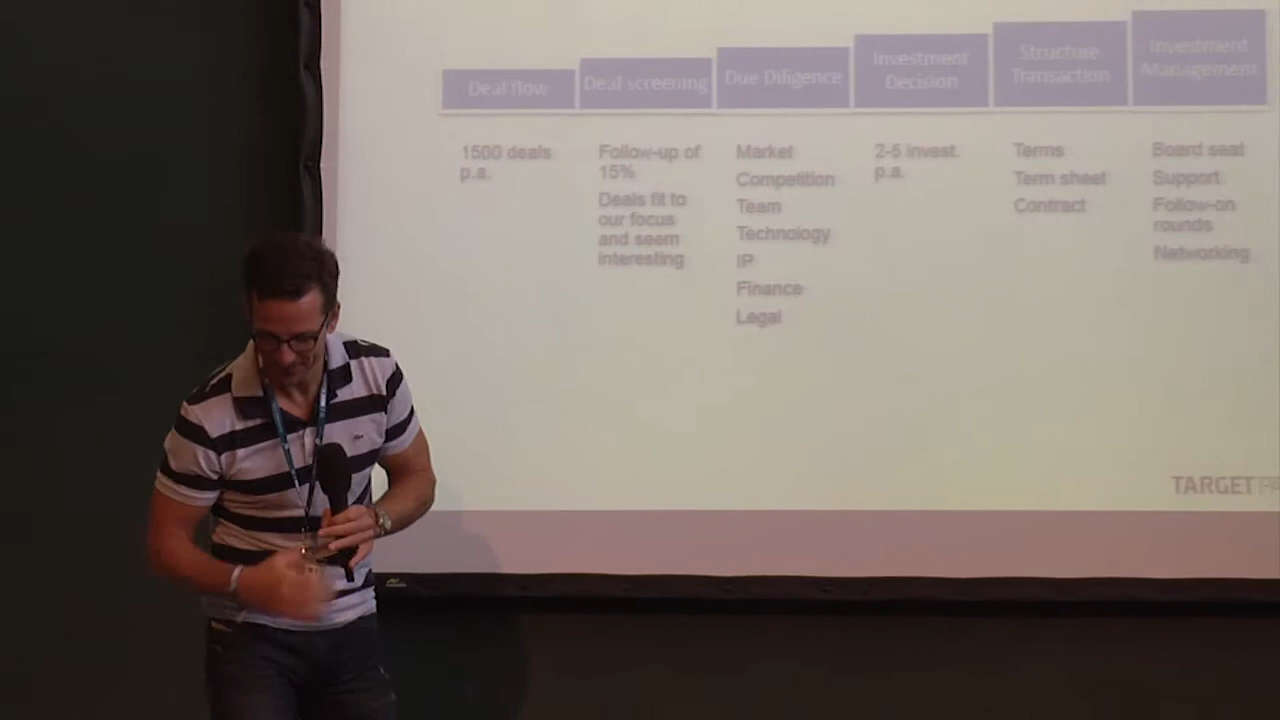 Deal flow
Deal screening
Due Diligence
Investment
Decision
Structure
Transaction
Investment
Management
1500 deals
p.a.
Follow-up of
15%
Deals fit to
our focus
and seem
interesting
Market
Competition
Team
Technology
IP
Finance
Legal
2-5 invest.
p.a.
Terms
Term sheet
Contract
Board seat
Support
Follow-on
rounds
Networking
TARGET